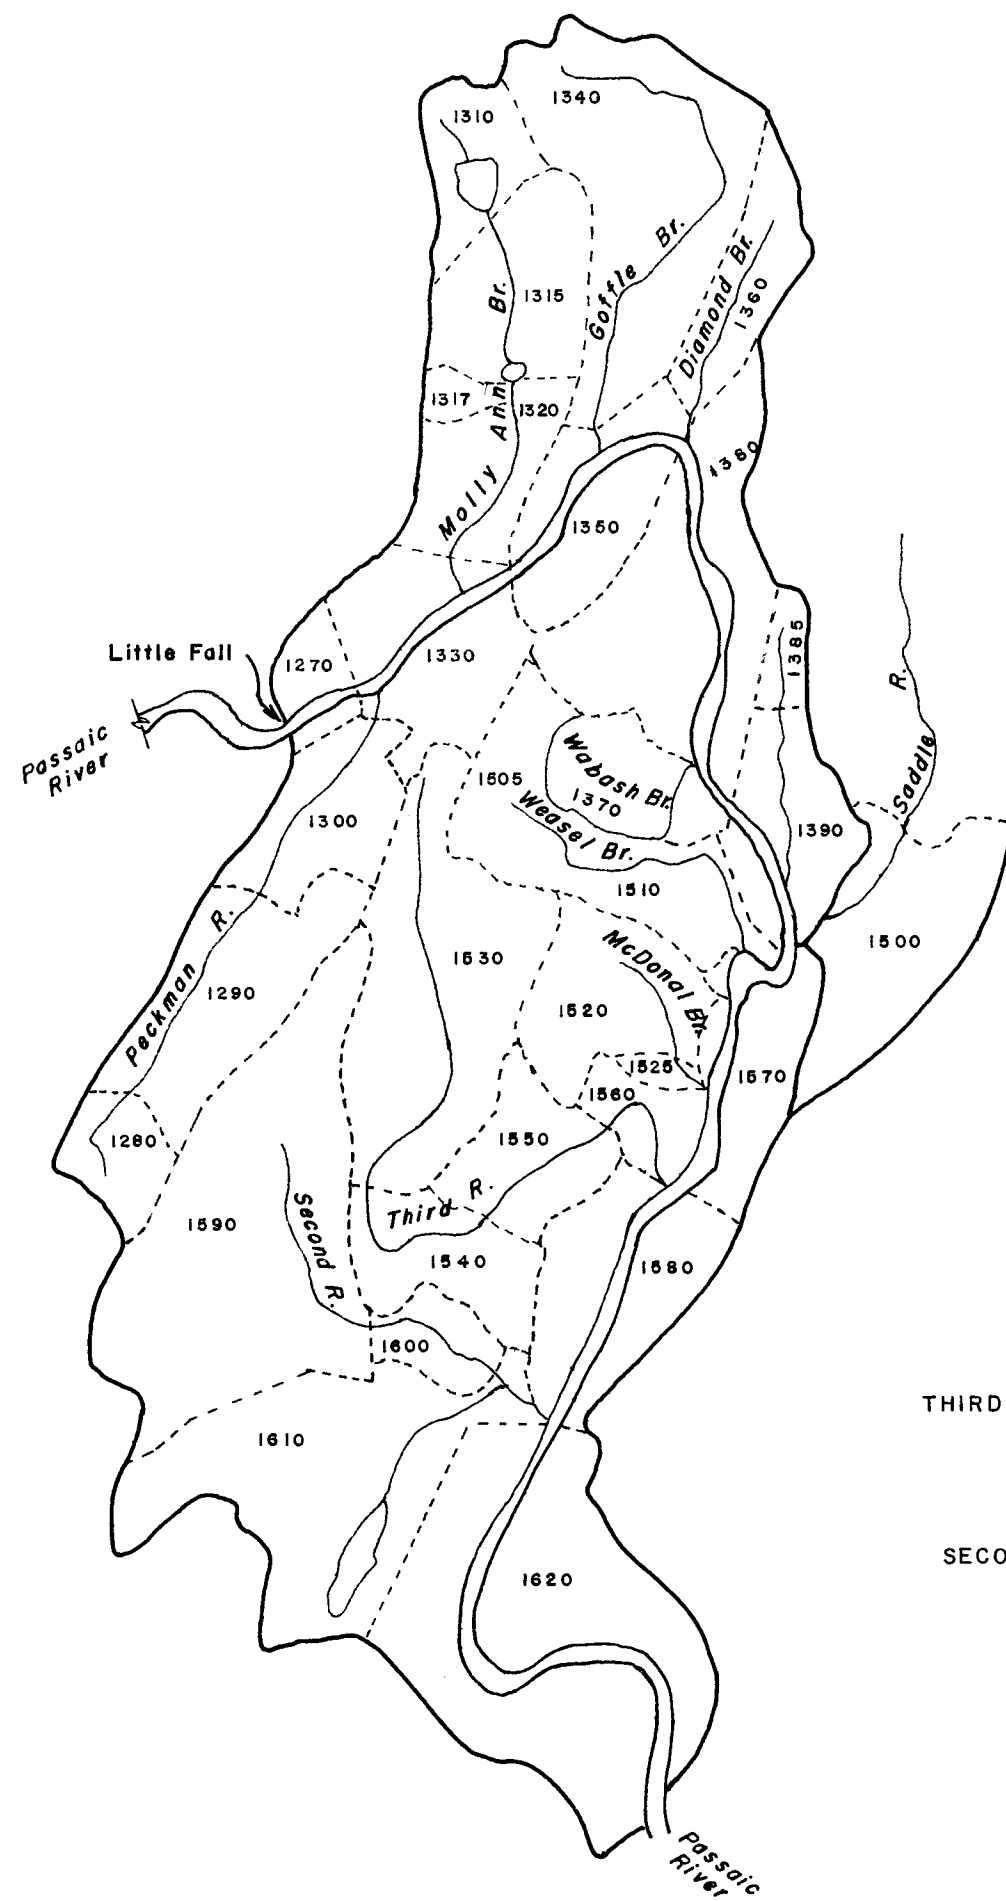 1340
1310
Goffle Br.
Diamond Br.
1360
1315
Molly Ann Br.
1317
1320
1380
1350
1385
Little Fall
1270
1330
Passaic
River
Saddle R.
1505
Wabash Br.
1370
Weasel Br.
1300
1390
1510
1500
Peckman R.
1530
McDonal Br.
1290
1520
1525
1570
1560
1280
1550
Second R.
Third R.
1590
1540
1580
1600
THIRD
1610
SECO
1620
Passaic
River